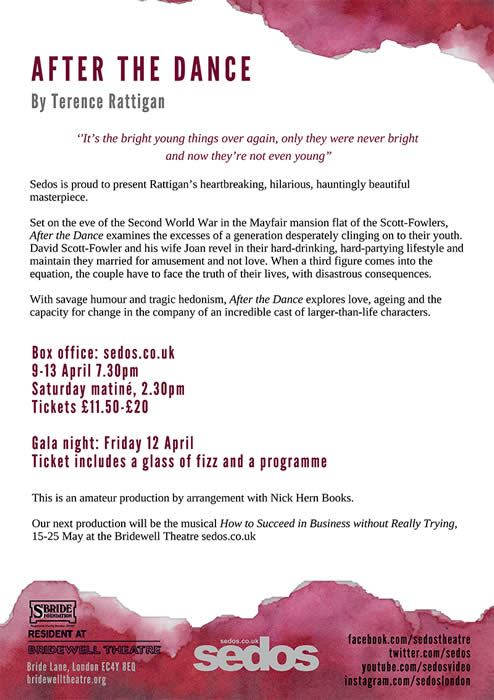 AFTER THE DANCE
By Terence Rattigan
‘'It’s the bright young things over again, only they were never bright
and now they’re not even young”
Sedos is proud to present Rattigan’s heartbreaking, hilarious, hauntingly beautiful
masterpiece.
Set on the eve of the Second World War in the Mayfair mansion flat of the Scott-Fowlers,
After the Dance examines the excesses of a generation desperately clinging on to their youth.
David Scott-Fowler and his wife Joan revel in their hard-drinking, hard-partying lifestyle and
maintain they married for amusement and not love. When a third figure comes into the
equation, the couple have to face the truth of their lives, with disastrous consequences.
With savage humour and tragic hedonism, After the Dance explores love, ageing and the
capacity for change in the company of an incredible cast of larger-than-life characters.
Box office: sedos.co.uk
9-13 April 7.30pm
Saturday matiné, 2.30pm
Tickets £11.50-£20
Gala night: Friday 12 April
Ticket includes a glass of fizz and a programme
This is an amateur production by arrangement with Nick Hern Books.
Our next production will be the musical How to Succeed in Business without Really Trying,
15-25 May at the Bridewell Theatre sedos.co.uk
ST BRIDE
FOUNDATION
RESIDENT AT
BRIDEWELL THEATRE
Bride Lane, London EC4Y 8EQ
bridewelltheatre.org
sedos.co.uk
sedos
facebook.com/sedostheatre
twitter.com/sedos
youtube.com/sedosvideo
instagram.com/sedoslondon